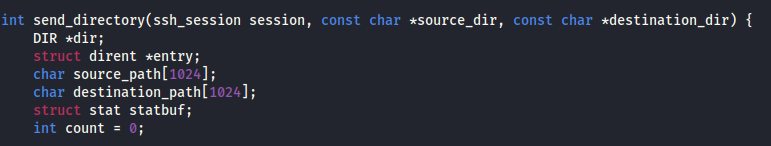 int send_directory(ssh_session session, const char *source_dir, const char *destination_dir) {
    DIR *dir;
    struct dirent *entry;
    char source_path[1024];
    char destination_path[1024];
    struct stat statbuf;
    int count = 0;